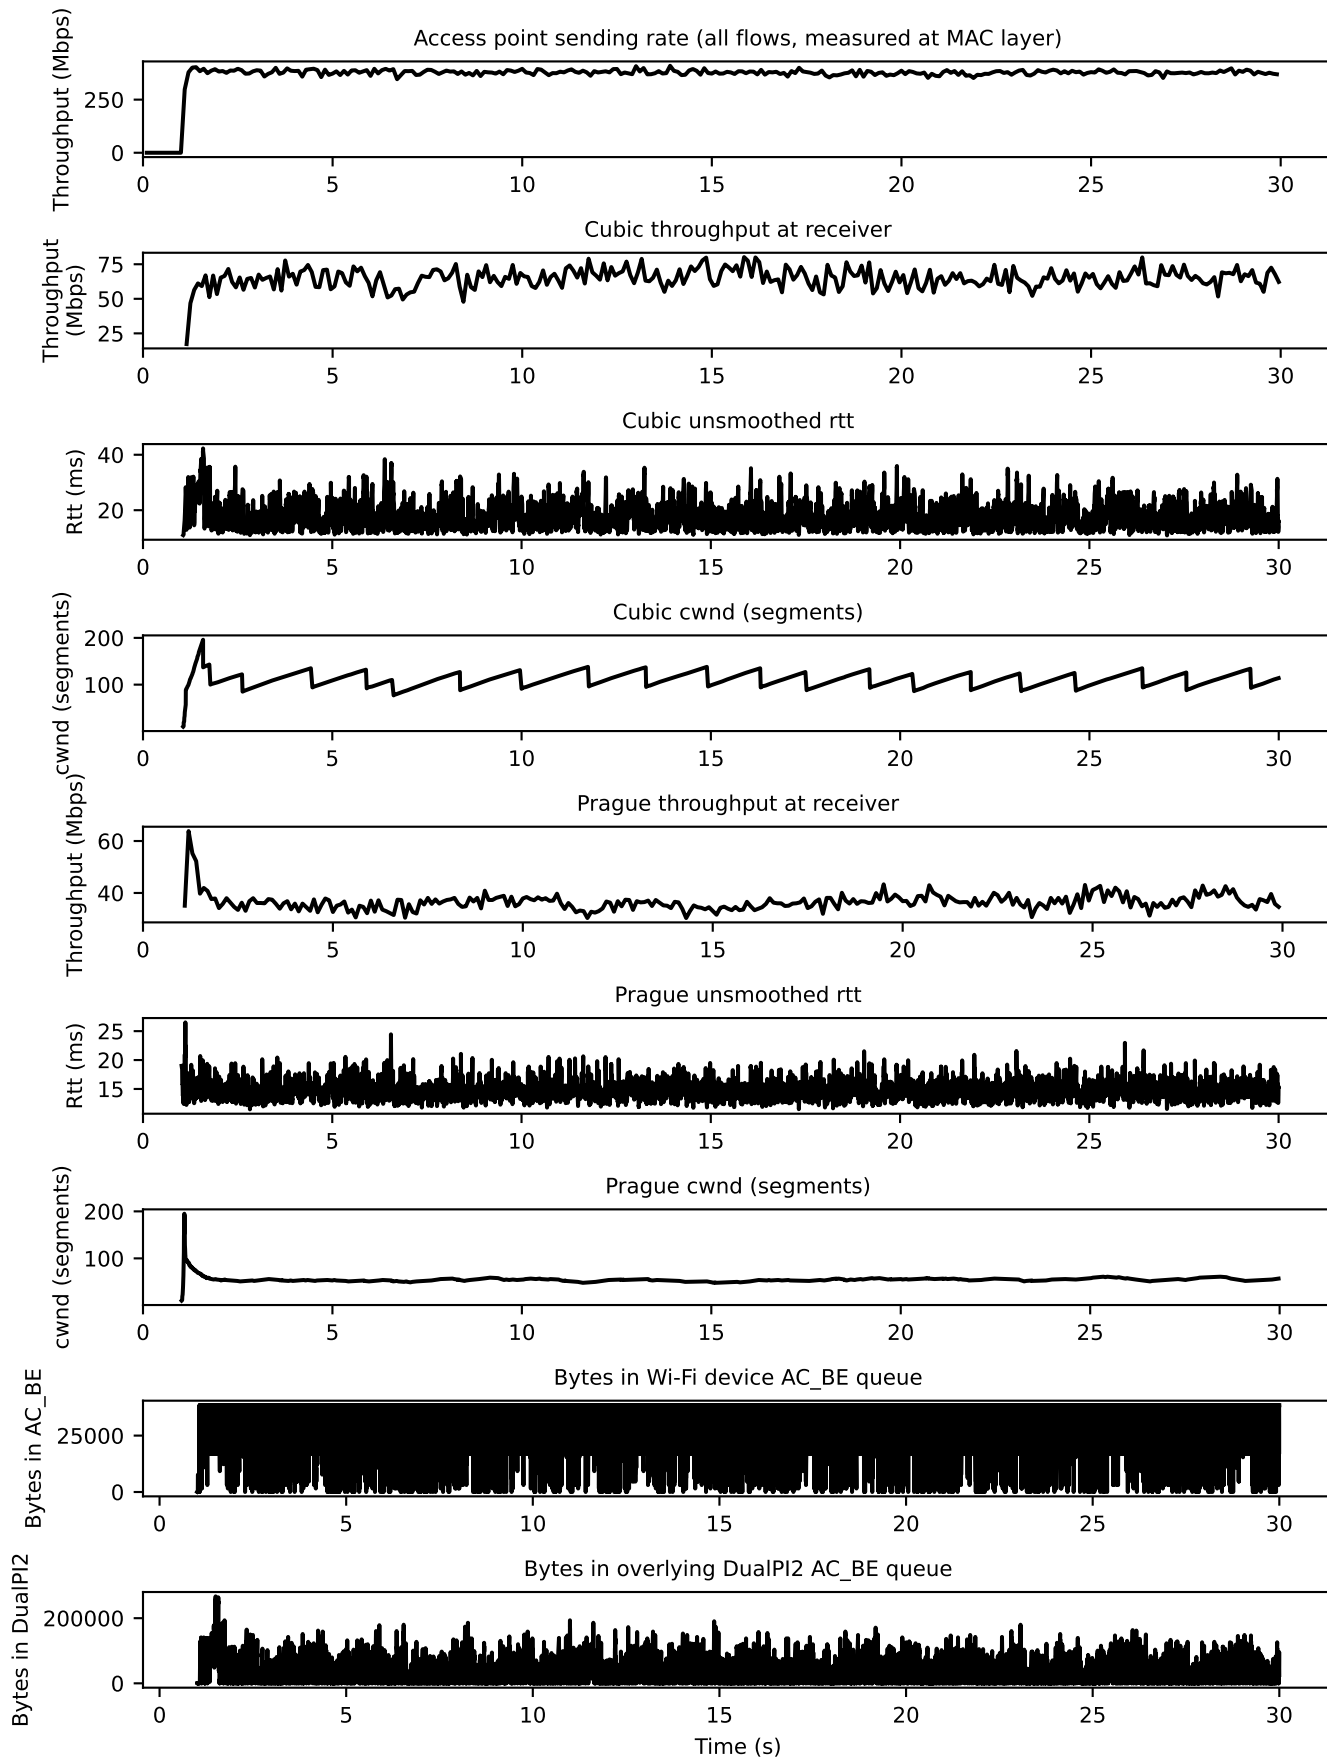 Access point sending rate (all flows, measured at MAC layer)
Throughput (Mbps)
250
0
0 5 10 15 20 25 30
Cubic throughput at receiver
Throughput
(Mbps)
75
50
25
0 5 10 15 20 25 30
Cubic unsmoothed rtt
Rtt (ms)
40
20
0 5 10 15 20 25 30
Cubic cwnd (segments)
cwnd (segments)
200
100
0 5 10 15 20 25 30
Prague throughput at receiver
Throughput (Mbps)
60
40
0 5 10 15 20 25 30
Prague unsmoothed rtt
Rtt (ms)
25
20
15
0 5 10 15 20 25 30
Prague cwnd (segments)
cwnd (segments)
200
100
0 5 10 15 20 25 30
Bytes in Wi-Fi device AC_BE queue
Bytes in AC_BE
25000
0
0 5 10 15 20 25 30
Bytes in overlying DualPI2 AC_BE queue
Bytes in DualPI2
200000
0
0 5 10 15 20 25 30
Time (s)